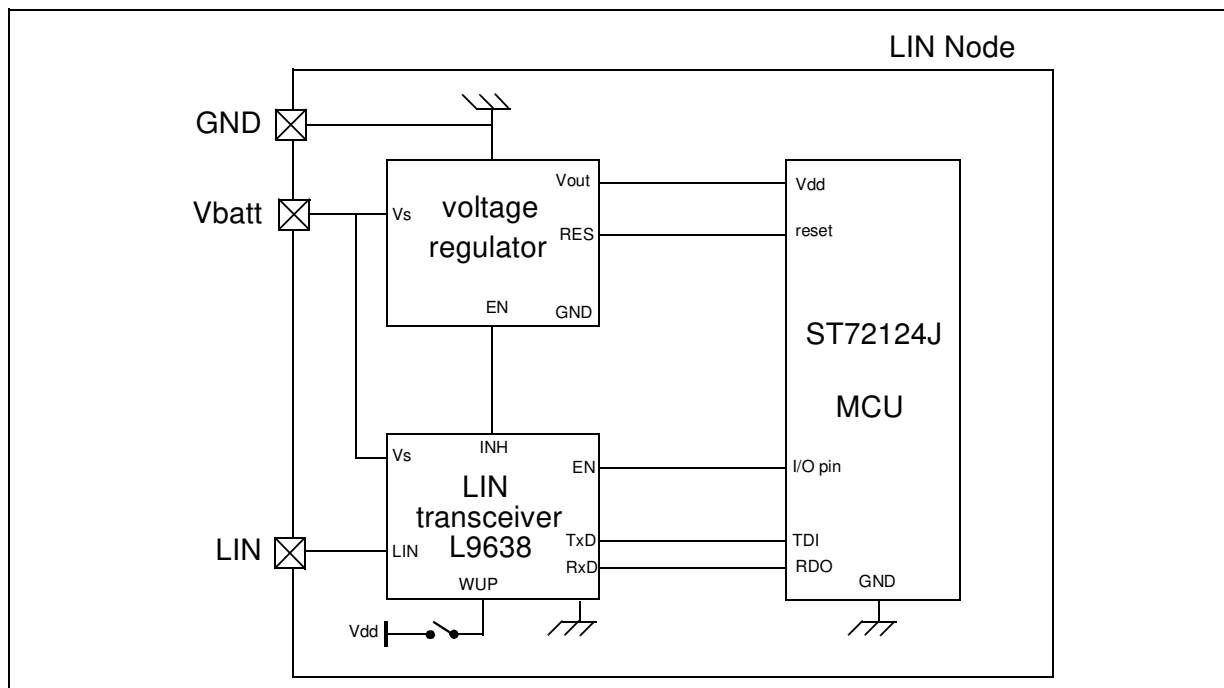 LIN Node
GND
Vbatt
LIN
Vout
Vs
voltage
regulator
RES
EN
GND
Vdd
reset
ST72124J
MCU
I/O pin
TDI
RDO
GND
INH
Vs
EN
LIN
transceiver
L9638
LIN
TxD
RxD
WUP
Vdd